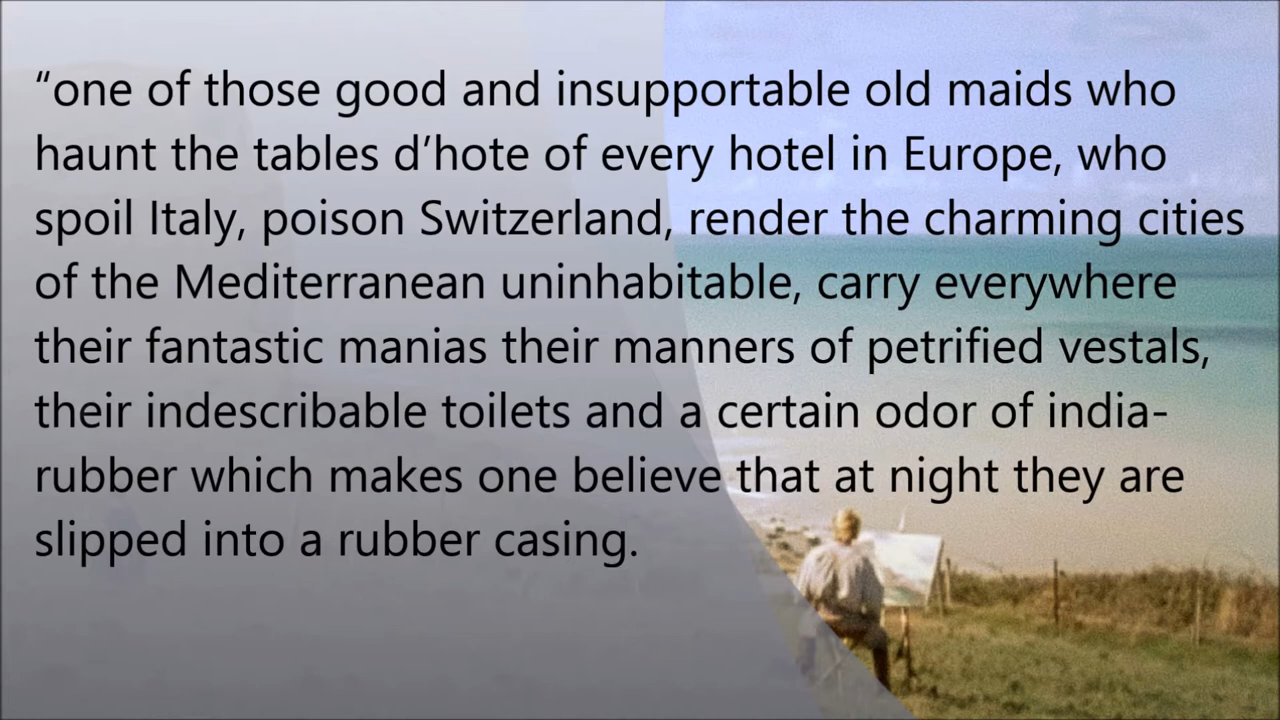 “one of those good and insupportable old maids who
haunt the tables d’hote of every hotel in Europe, who
spoil Italy, poison Switzerland, render the charming cities
of the Mediterranean uninhabitable, carry everywhere
their fantastic manias their manners of petrified vestals,
their indescribable toilets and a certain odor of india-
rubber which makes one believe that at night they are
slipped into a rubber casing.